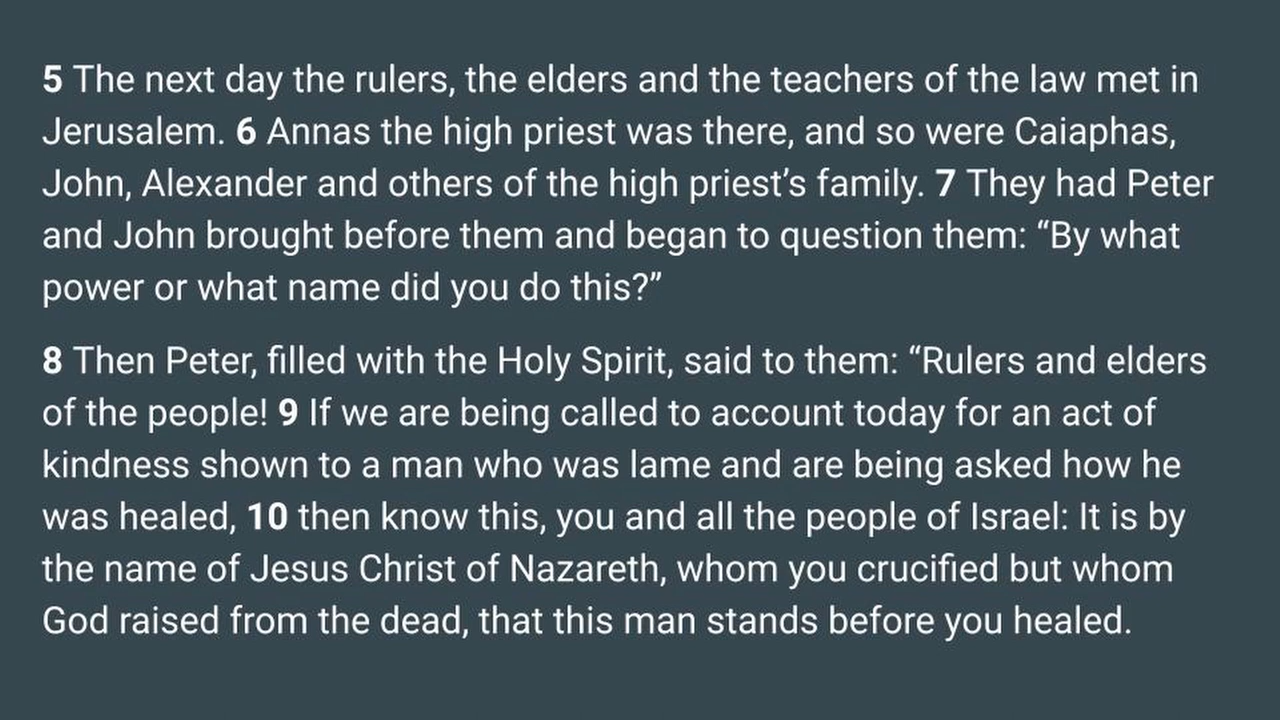 5 The next day the rulers, the elders and the teachers of the law met in
Jerusalem. 6 Annas the high priest was there, and so were Caiaphas,
John, Alexander and others of the high priest’s family. 7 They had Peter
and John brought before them and began to question them: “By what
power or what name did you do this?”
8 Then Peter, filled with the Holy Spirit, said to them: “Rulers and elders
of the people! 9 If we are being called to account today for an act of
kindness shown to a man who was lame and are being asked how he
was healed, 10 then know this, you and all the people of Israel: It is by
the name of Jesus Christ of Nazareth, whom you crucified but whom
God raised from the dead, that this man stands before you healed.